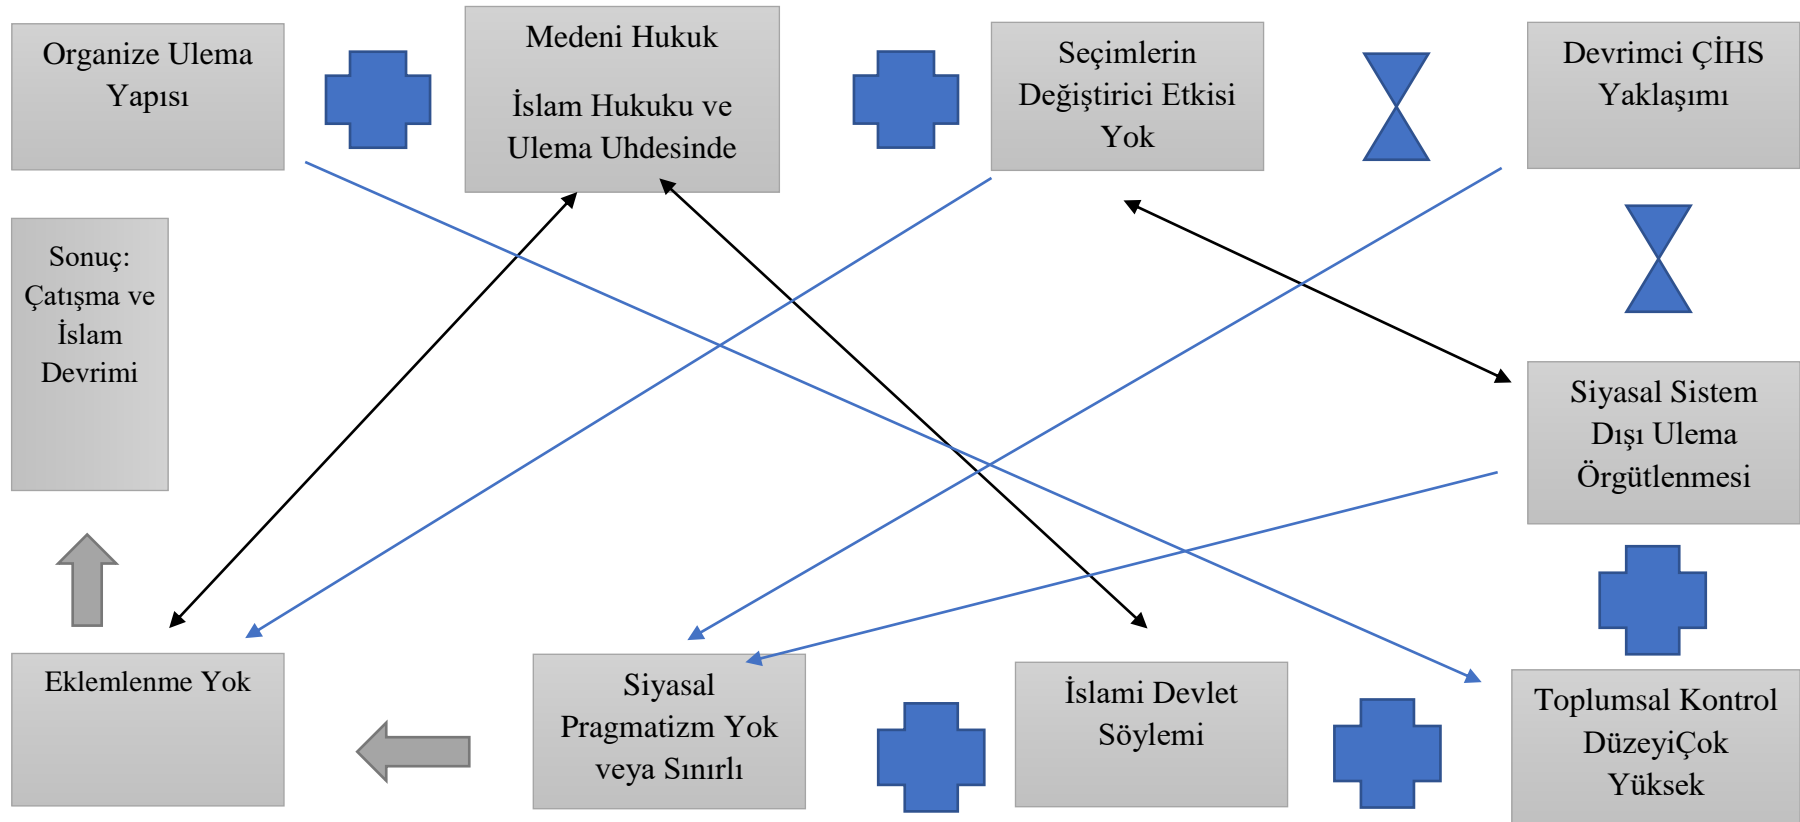 Organize Ulema
Yapısı
Medeni Hukuk
İslam Hukuku ve
Ulema Uhdesinde
Seçimlerin
Değiştirici Etkisi
Yok
Devrimci ÇİHS
Yaklaşımı
Sonuç:
Çatışma ve
İslam
Devrimi
Siyasal Sistem
Dışı Ulema
Örgütlenmesi
Eklemlenme Yok
Siyasal
Pragmatizm Yok
veya Sınırlı
İslami Devlet
Söylemi
Toplumsal Kontrol
DüzeyiÇok
Yüksek